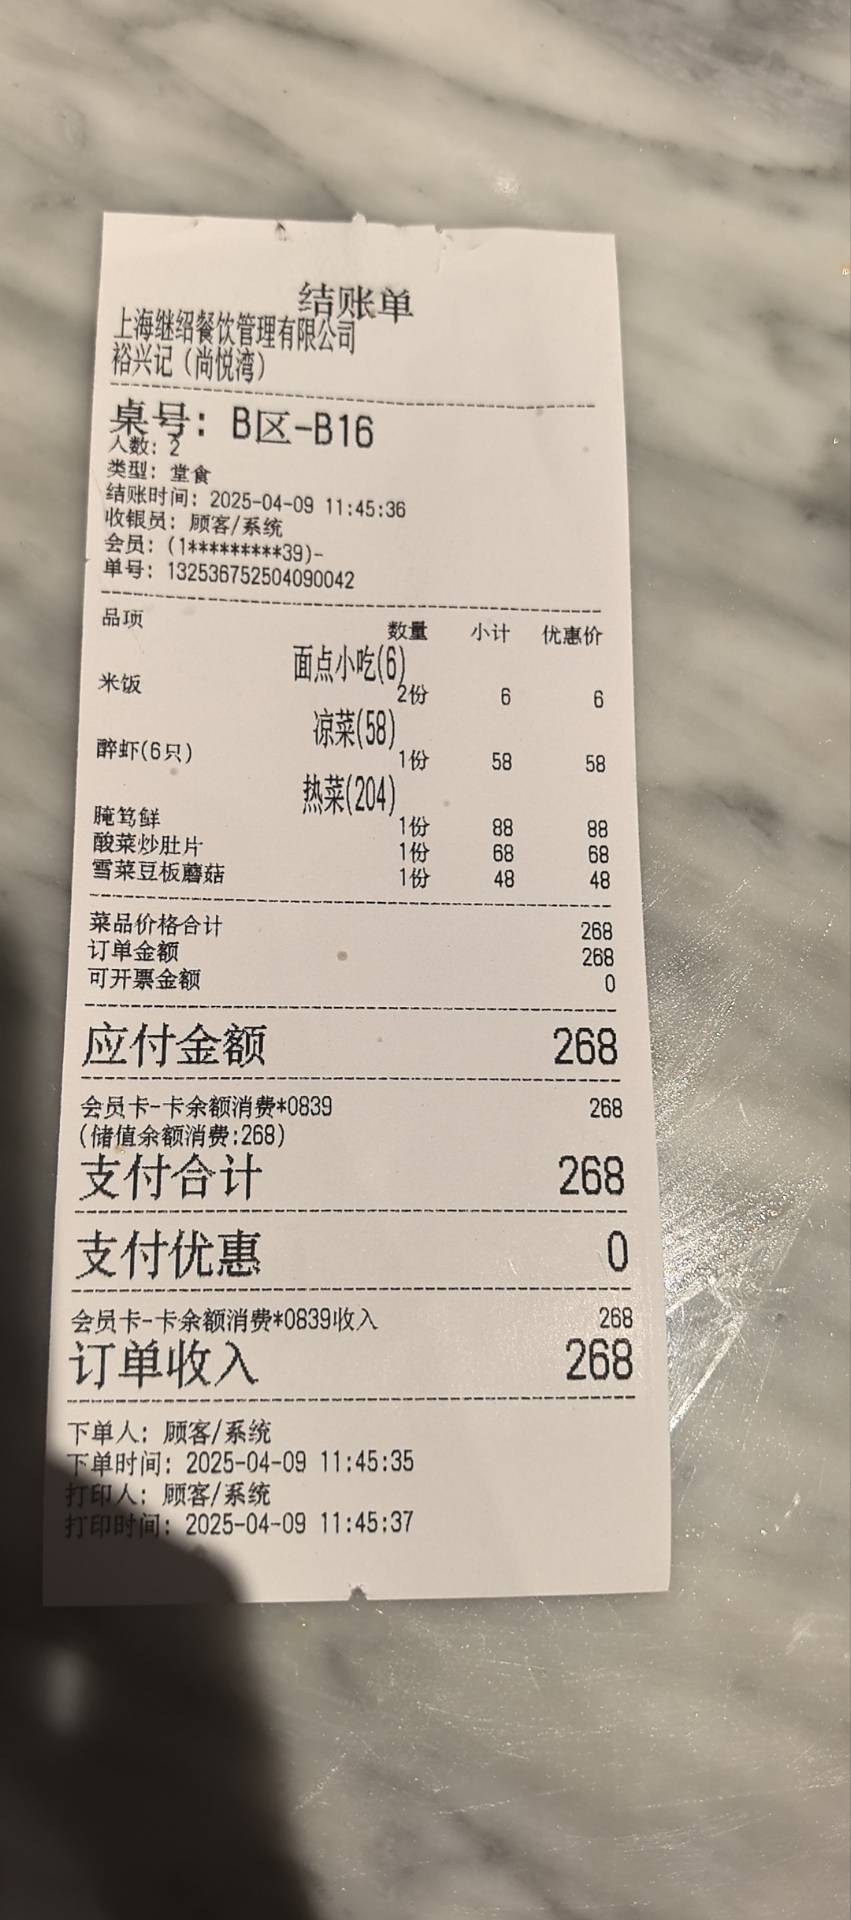 结账单
上海继绍餐饮管理有限公司
裕兴记（尚悦湾）
桌号: B区-B16
人数: 2
类型: 堂食
结账时间: 2025-04-09 11:45:36
收银员: 顾客/系统
会员: (1*********39)-
单号: 132536752504090042
品项 数量 小计 优惠价
面点小吃(6)
米饭 2份 6 6
凉菜(58)
醉虾(6只) 1份 58 58
热菜(204)
腌笃鲜 1份 88 88
酸菜炒肚片 1份 68 68
雪菜豆板蘑菇 1份 48 48
菜品价格合计 268
订单金额 268
可开票金额 0
应付金额 268
会员卡-卡余额消费*0839 268
(储值余额消费:268)
支付合计 268
支付优惠 0
会员卡-卡余额消费*0839收入 268
订单收入 268
下单人: 顾客/系统
下单时间: 2025-04-09 11:45:35
打印人: 顾客/系统
打印时间: 2025-04-09 11:45:37